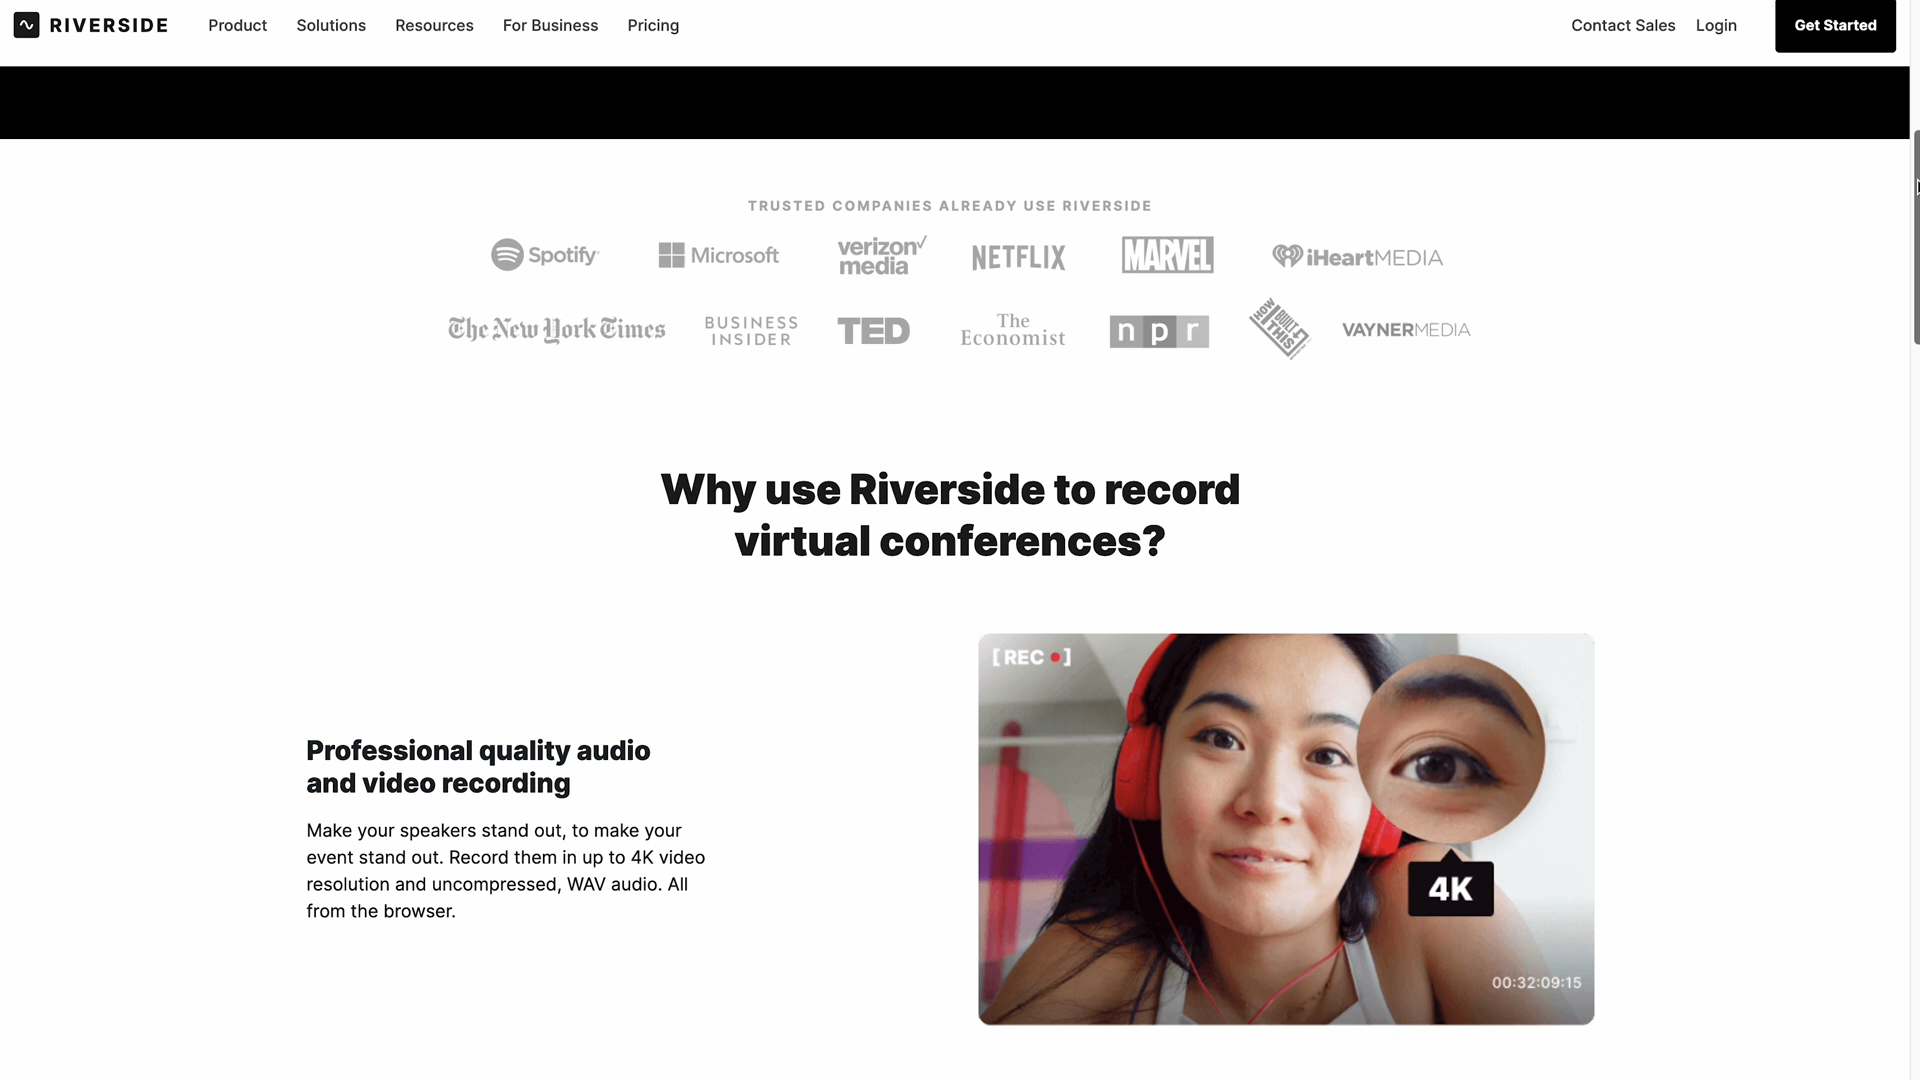 RIVERSIDE Product Solutions Resources For Business Pricing Contact Sales Login Get Started
TRUSTED COMPANIES ALREADY USE RIVERSIDE
Spotify Microsoft verizon media NETFLIX MARVEL iHeartMEDIA
The New York Times BUSINESS INSIDER TED The Economist npr HOW I BUILT THIS VAYNERMEDIA
Why use Riverside to record
virtual conferences?
[ REC ]
Professional quality audio
and video recording
Make your speakers stand out, to make your
event stand out. Record them in up to 4K video
resolution and uncompressed, WAV audio. All
from the browser.
4K
00:32:09:15